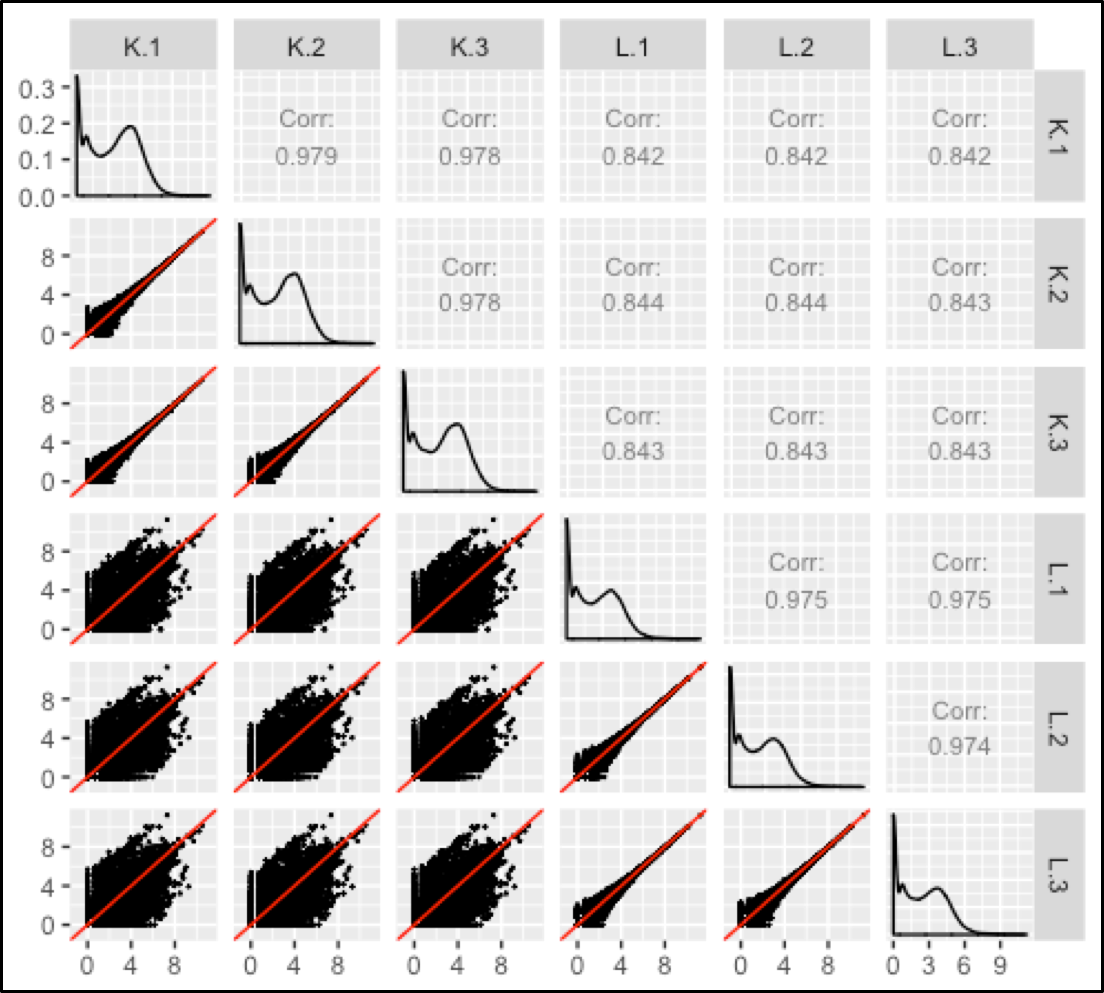 K.1 K.2 K.3 L.1 L.2 L.3
0.3
0.2
0.1
0.0
Corr: Corr: Corr: Corr: Corr:
0.979 0.978 0.842 0.842 0.842
K.1
8
4
0
Corr: Corr: Corr: Corr:
0.978 0.844 0.844 0.843
K.2
8
4
0
Corr: Corr: Corr:
0.843 0.843 0.843
K.3
8
4
0
Corr: Corr:
0.975 0.975
L.1
8
4
0
Corr:
0.974
L.2
8
4
0
L.3
0 4 8 0 4 8 0 4 8 0 4 8 0 4 8 0 3 6 9